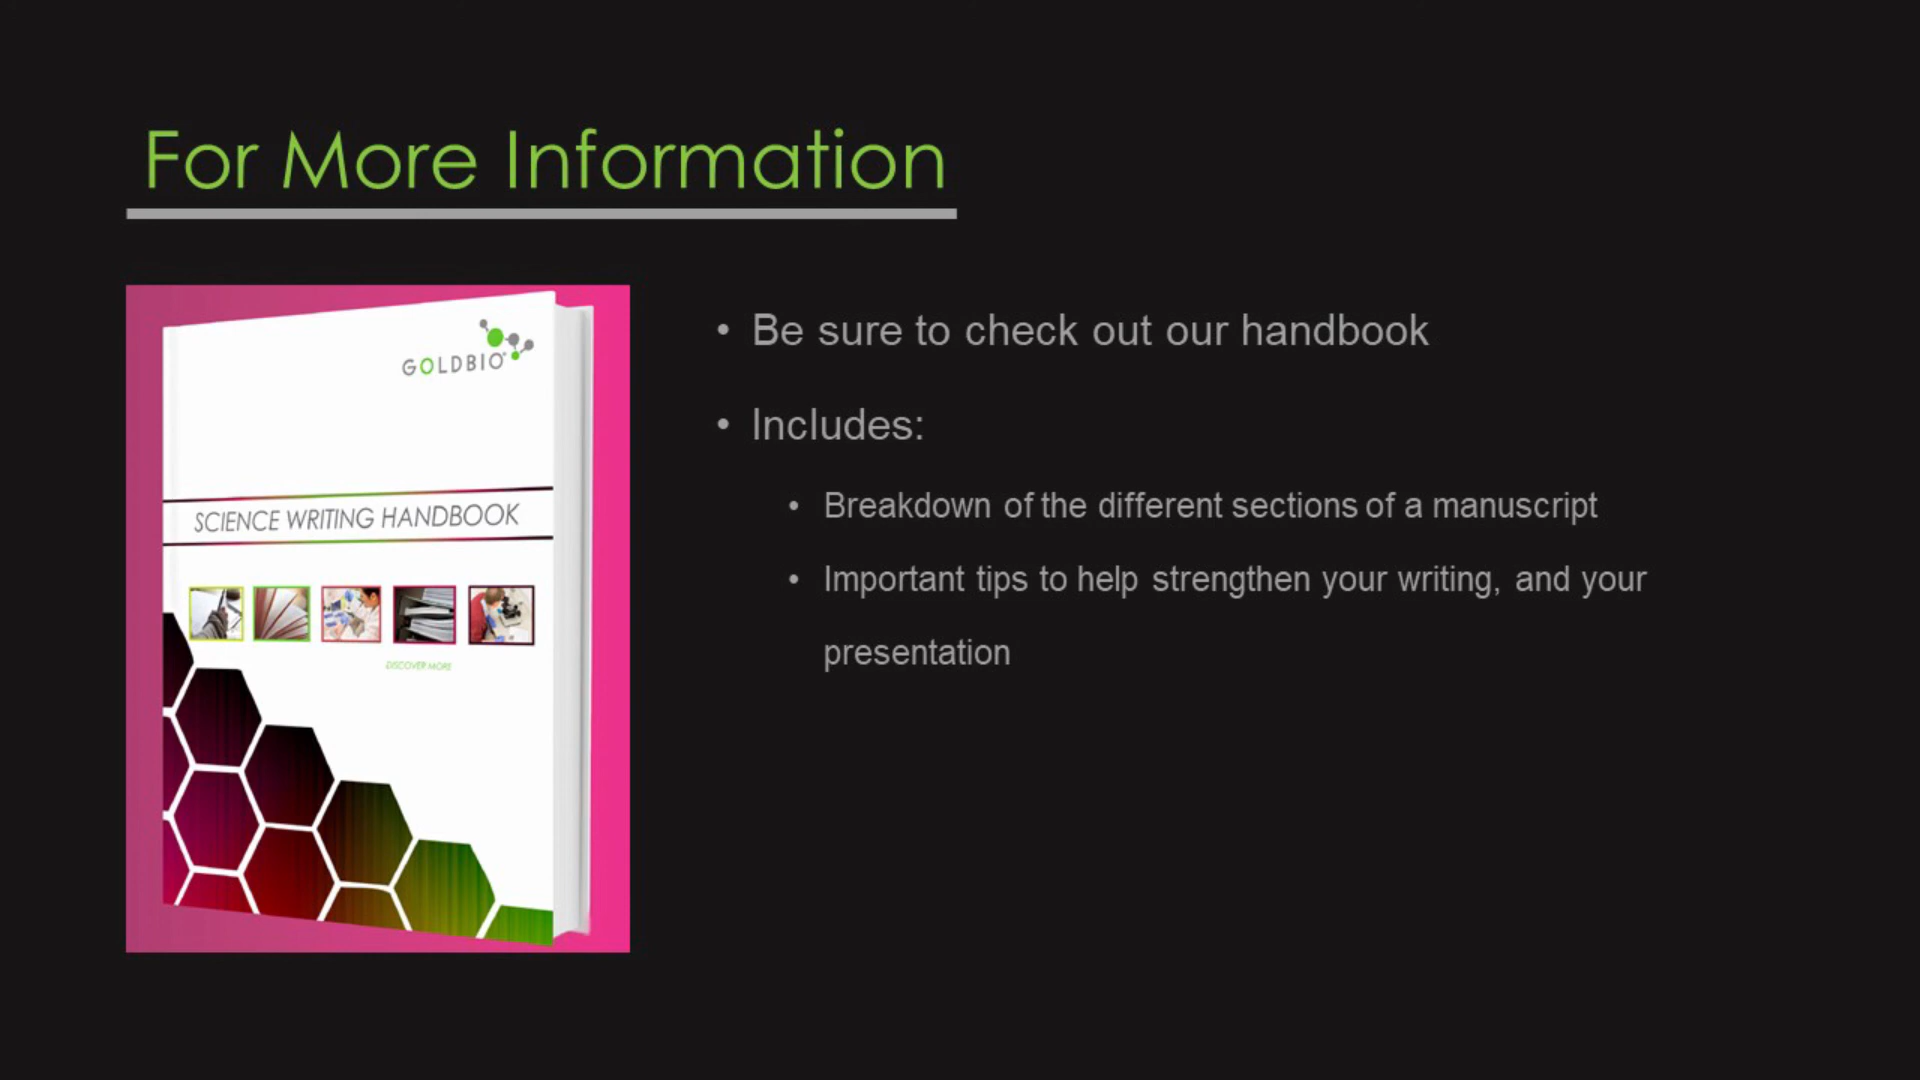 For More Information
GOLDBIO
SCIENCE WRITING HANDBOOK
DISCOVER MORE
• Be sure to check out our handbook
• Includes:
• Breakdown of the different sections of a manuscript
• Important tips to help strengthen your writing, and your
presentation